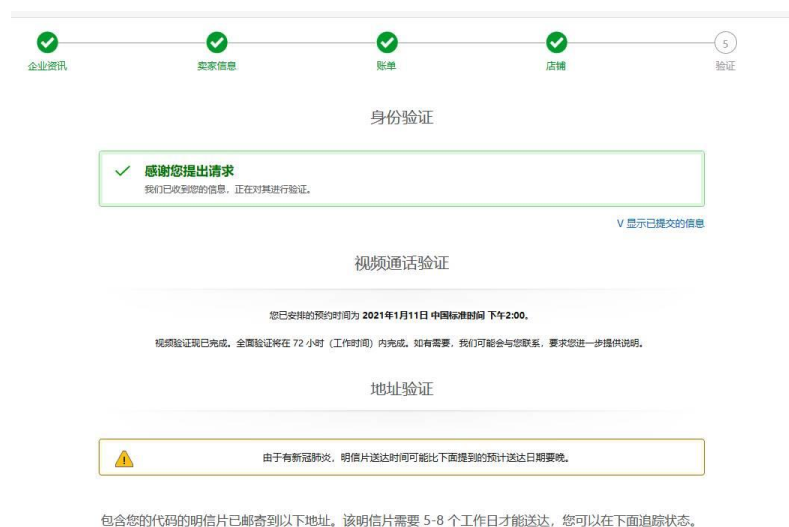 5
企业资讯 卖家信息 账单 店铺 验证
身份验证
感谢您提出请求
我们已收到您的信息，正在对其进行验证。
V 显示已提交的信息
视频通话验证
您已安排的预约时间为 2021年1月11日 中国标准时间 下午2:00。
视频验证现已完成。全面验证将在 72 小时（工作时间）内完成。如有需要，我们可能会与您联系，要求您进一步提供说明。
地址验证
由于有新冠肺炎，明信片送达时间可能比下面提到的预计送达日期要晚。
包含您的代码的明信片已邮寄到以下地址。该明信片需要 5-8 个工作日才能送达，您可以在下面追踪状态。